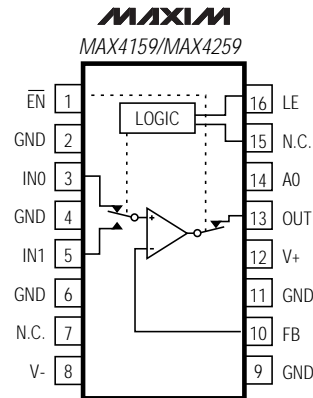 MAXIM
MAX4159/MAX4259
EN 1
GND 2
IN0 3
GND 4
IN1 5
GND 6
N.C. 7
V- 8
LOGIC
+
-
16 LE
15 N.C.
14 A0
13 OUT
12 V+
11 GND
10 FB
9 GND